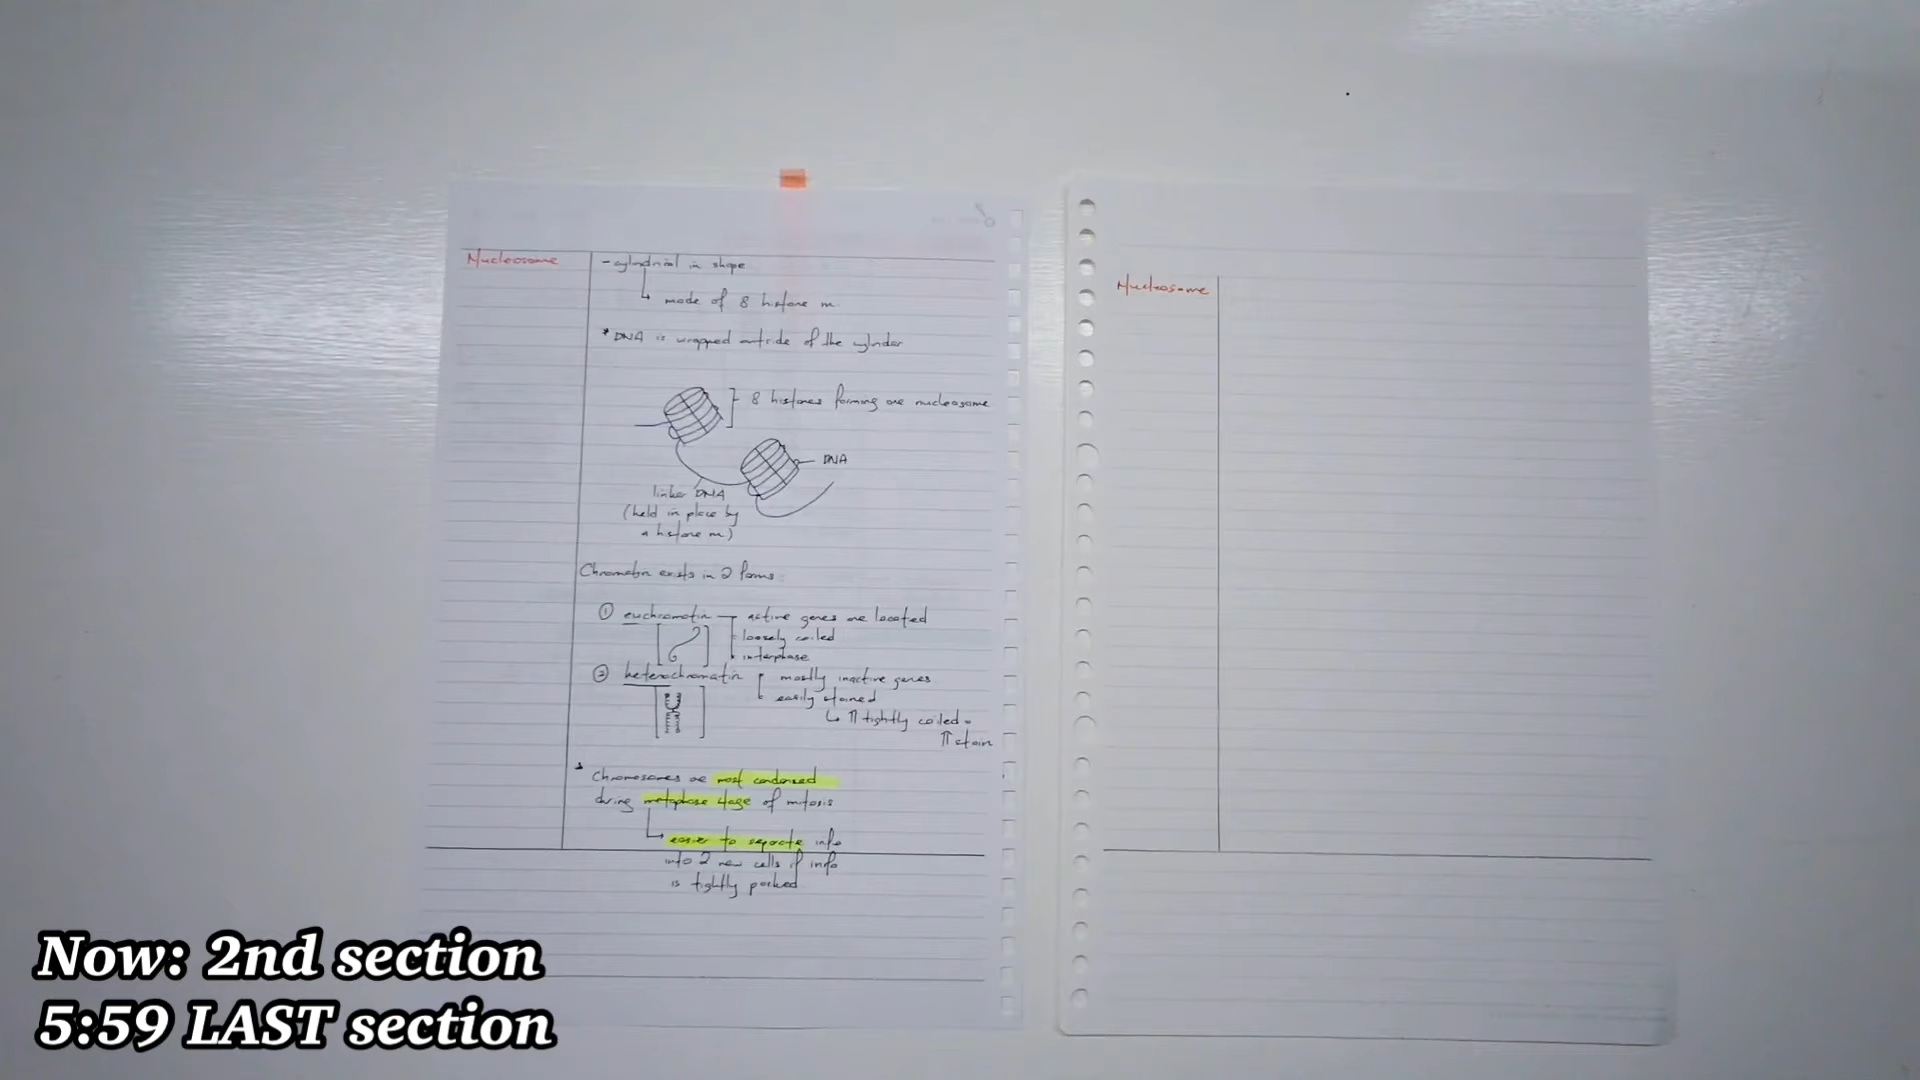 Nucleosome
- cylindrical in shape
↳ made of 8 histone m.
* DNA is wrapped outside of the cylinder
8 histones forming one nucleosome
DNA
linker DNA
(held in place by
a histone m)
Chromatin exists in 2 forms
① euchromatin - active genes are located
loosely coiled
interphase
② heterochromatin mostly inactive genes
easily stained
↳ ⇑ tightly coiled =
⇑ stain
* Chromosomes are most condensed
during metaphase stage of mitosis
↳ easier to separate info
into 2 new cells if info
is tightly packed
Nucleosome
Now: 2nd section
5:59 LAST section